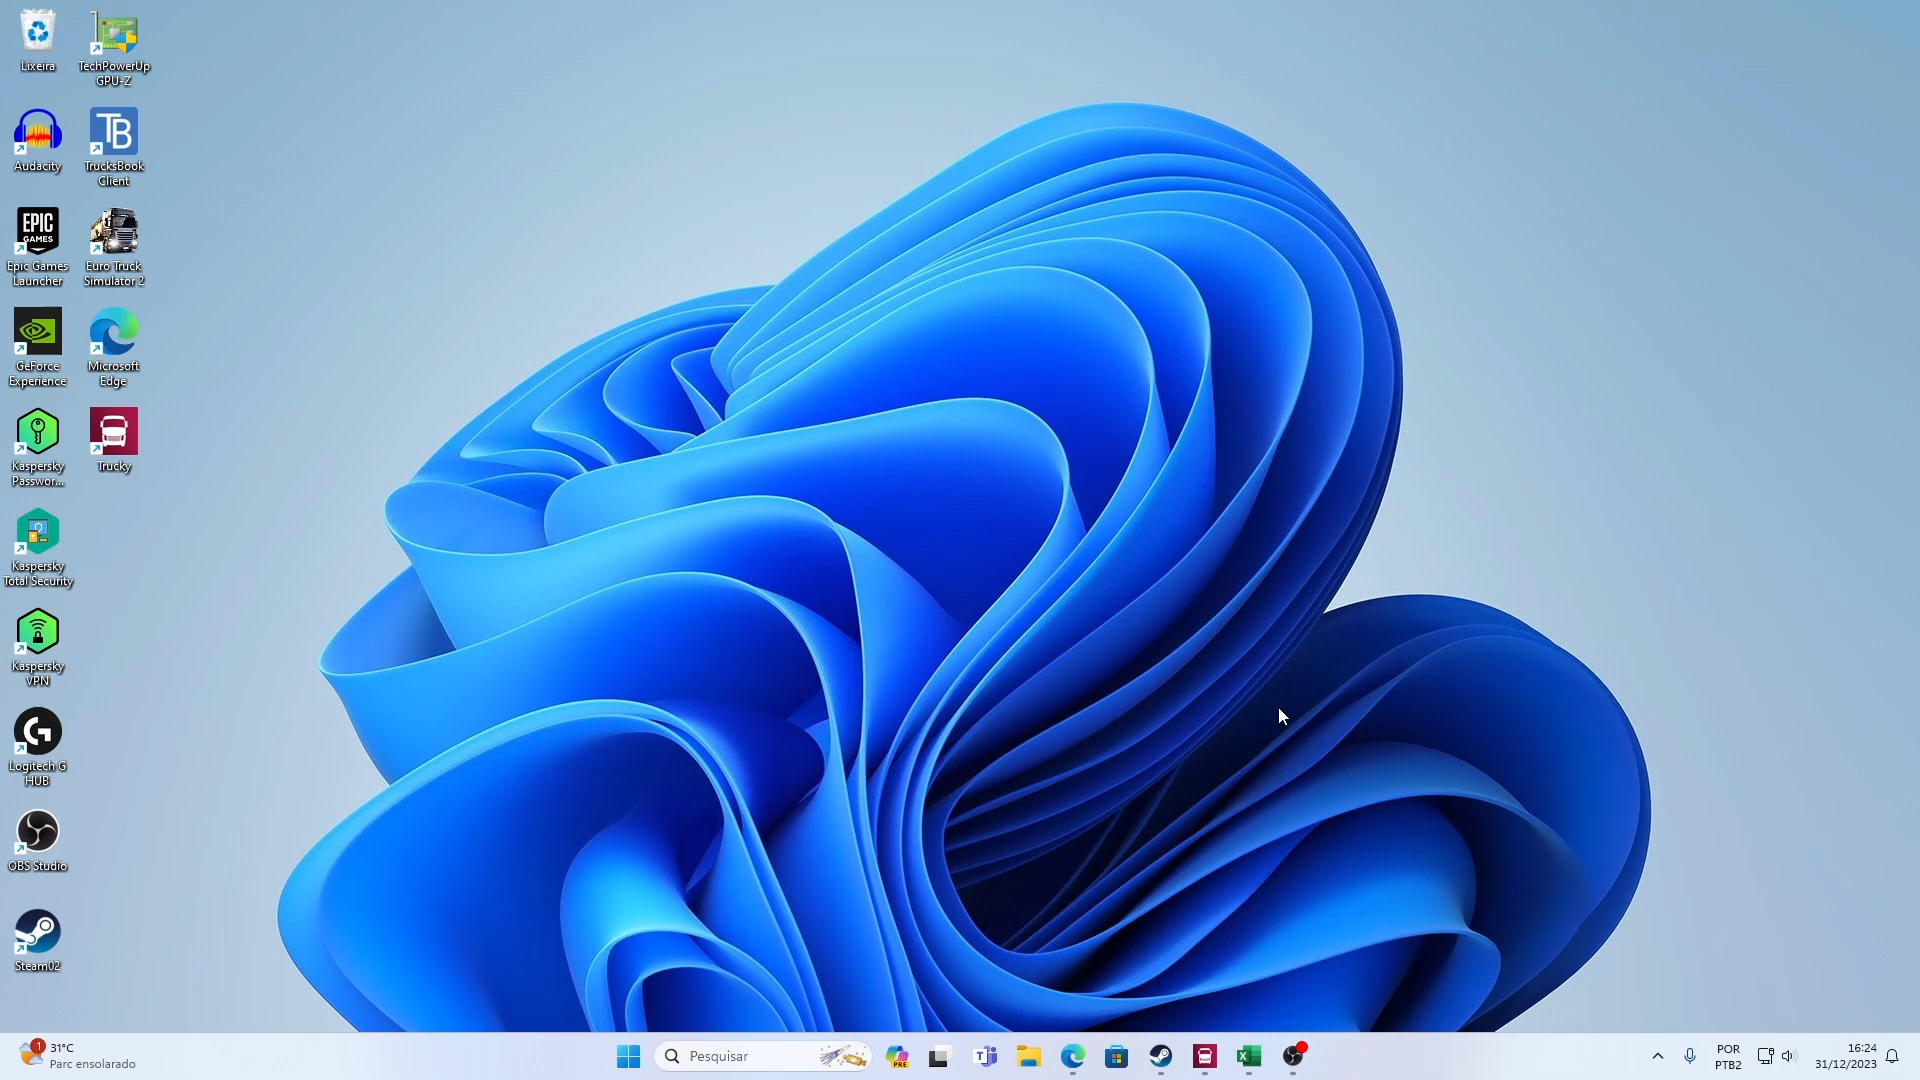 Lixeira
TechPowerUp
GPU-Z
Audacity
TB
TrucksBook
Client
EPIC
GAMES
Epic Games
Launcher
Euro Truck
Simulator 2
GeForce
Experience
Microsoft
Edge
Kaspersky
Passwor...
Trucky
Kaspersky
Total Security
Kaspersky
VPN
Logitech G
HUB
OBS Studio
Steam02
1
31°C
Parc ensolarado
Pesquisar
PRE
POR
PTB2
16:24
31/12/2023